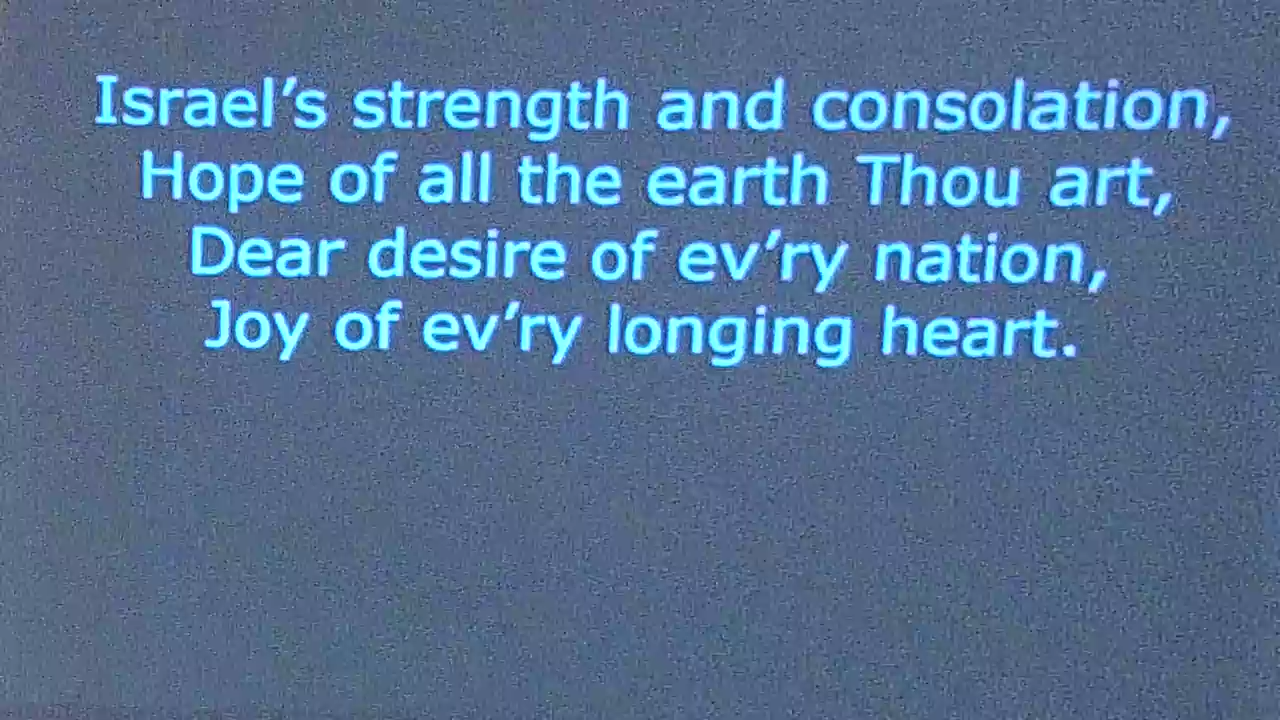 Israel’s strength and consolation,
Hope of all the earth Thou art,
Dear desire of ev’ry nation,
Joy of ev’ry longing heart.